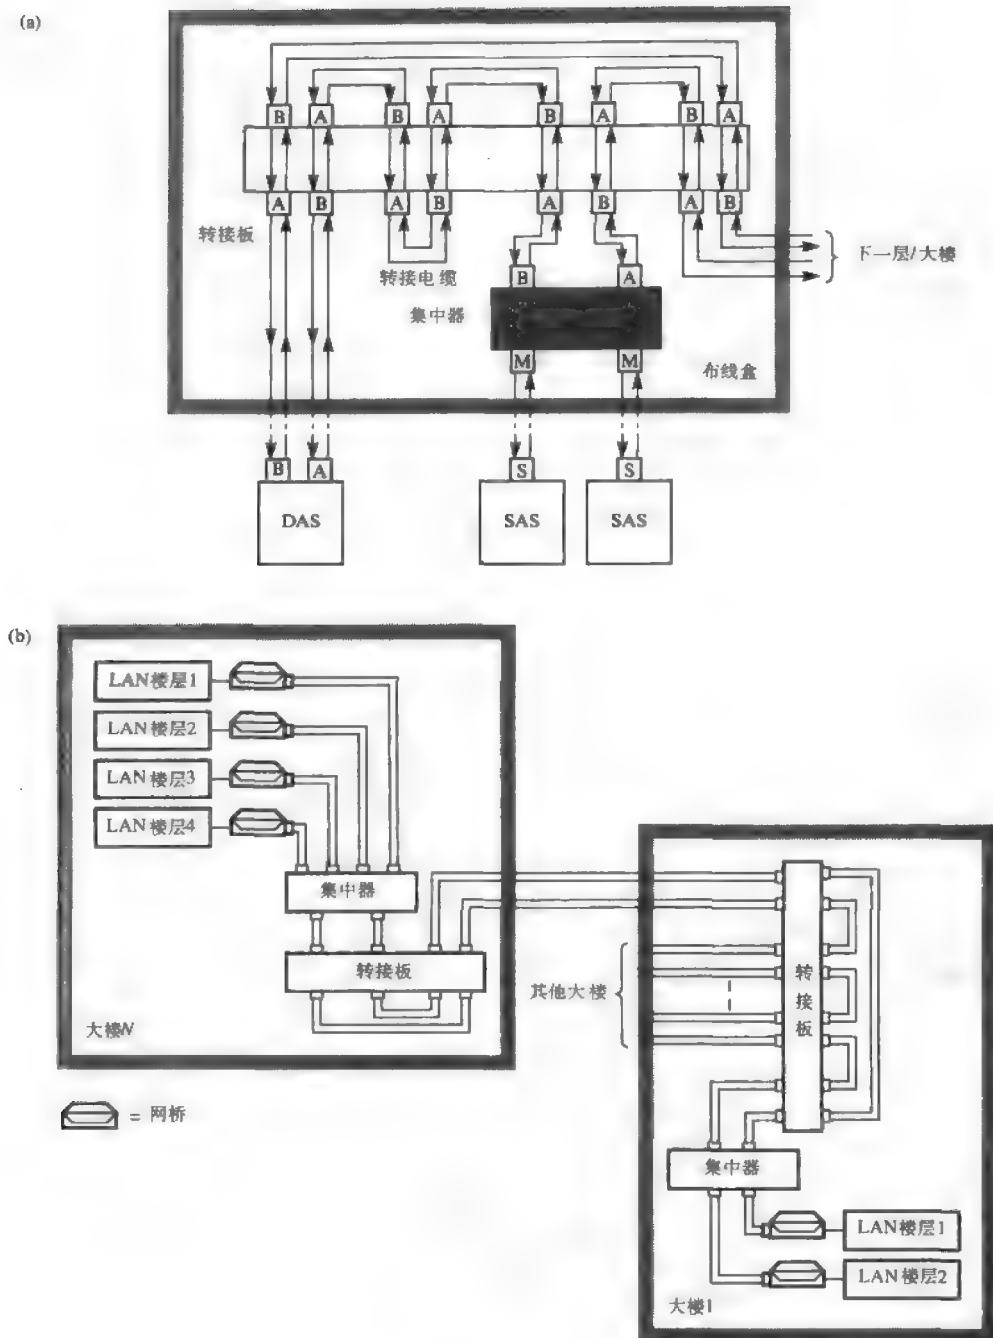 (a)
B A B A B A B A
A B A B A B A B
转接板
转接电缆
下一层/大楼
B A
集中器
M M
布线盒
B A S S
DAS SAS SAS
(b)
LAN楼层1
LAN楼层2
LAN楼层3
LAN楼层4
集中器
转接板
大楼N
其他大楼
转接板
= 网桥
集中器
LAN楼层1
LAN楼层2
大楼1